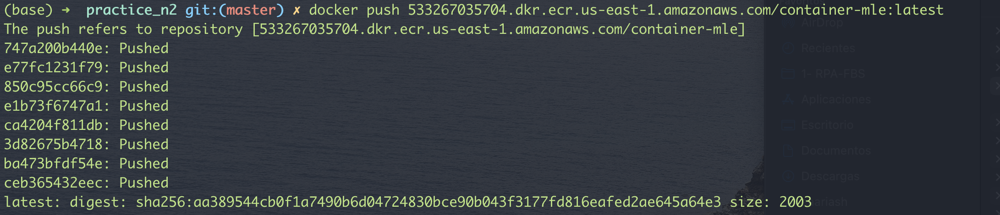 (base) ➜  practice_n2 git:(master) ✗ docker push 533267035704.dkr.ecr.us-east-1.amazonaws.com/container-mle:latest
The push refers to repository [533267035704.dkr.ecr.us-east-1.amazonaws.com/container-mle]
747a200b440e: Pushed
e77fc1231f79: Pushed
850c95cc66c9: Pushed
e1b73f6747a1: Pushed
ca4204f811db: Pushed
3d82675b4718: Pushed
ba473bfdf54e: Pushed
ceb365432eec: Pushed
latest: digest: sha256:aa389544cb0f1a7490b6d04724830bce90b043f3177fd816eafed2ae645a64e3 size: 2003
Favoritos
AirDrop
Recientes
1- RPA-FBS
Aplicaciones
Escritorio
Documentos
Descargas